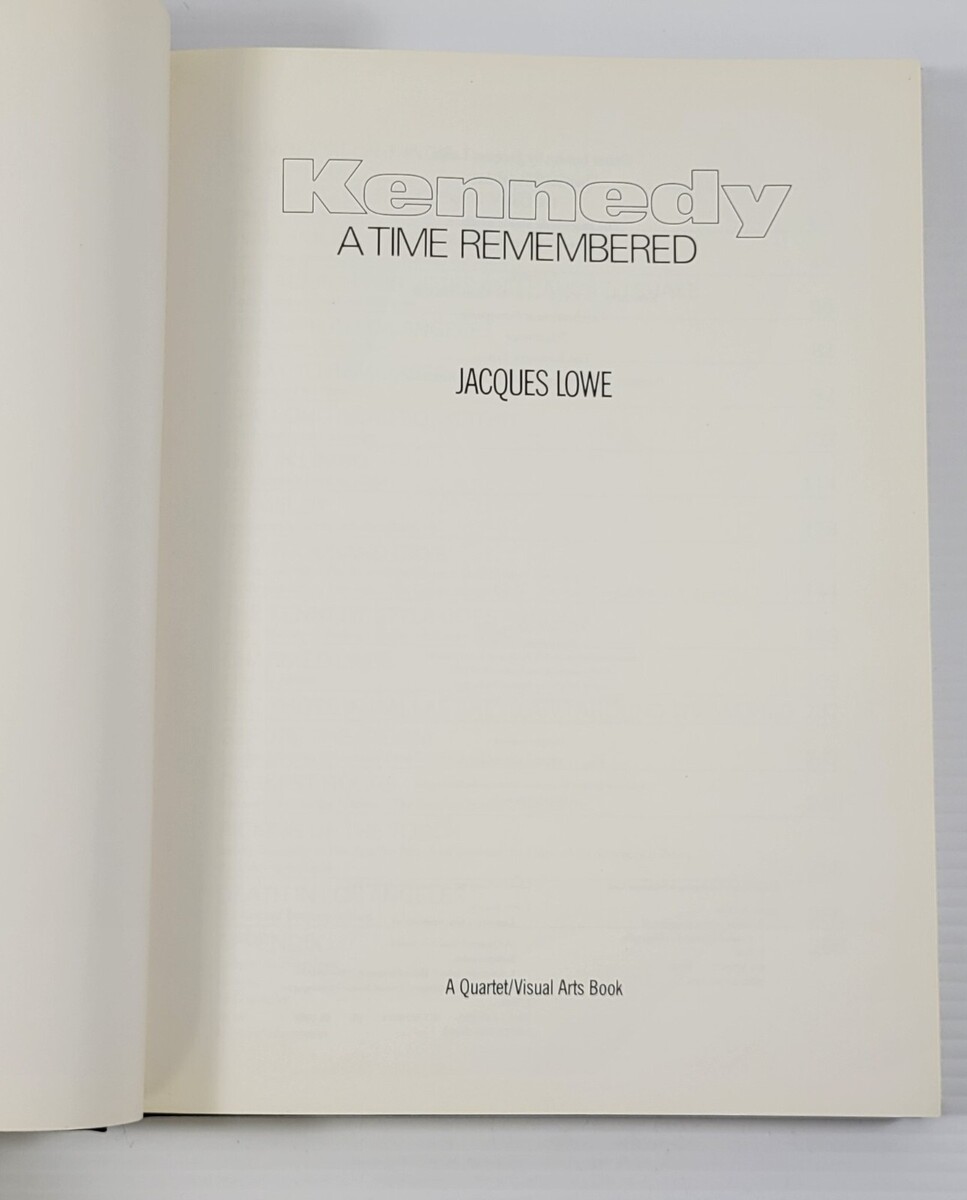 Kennedy
A TIME REMEMBERED
JACQUES LOWE
A Quartet/Visual Arts Book